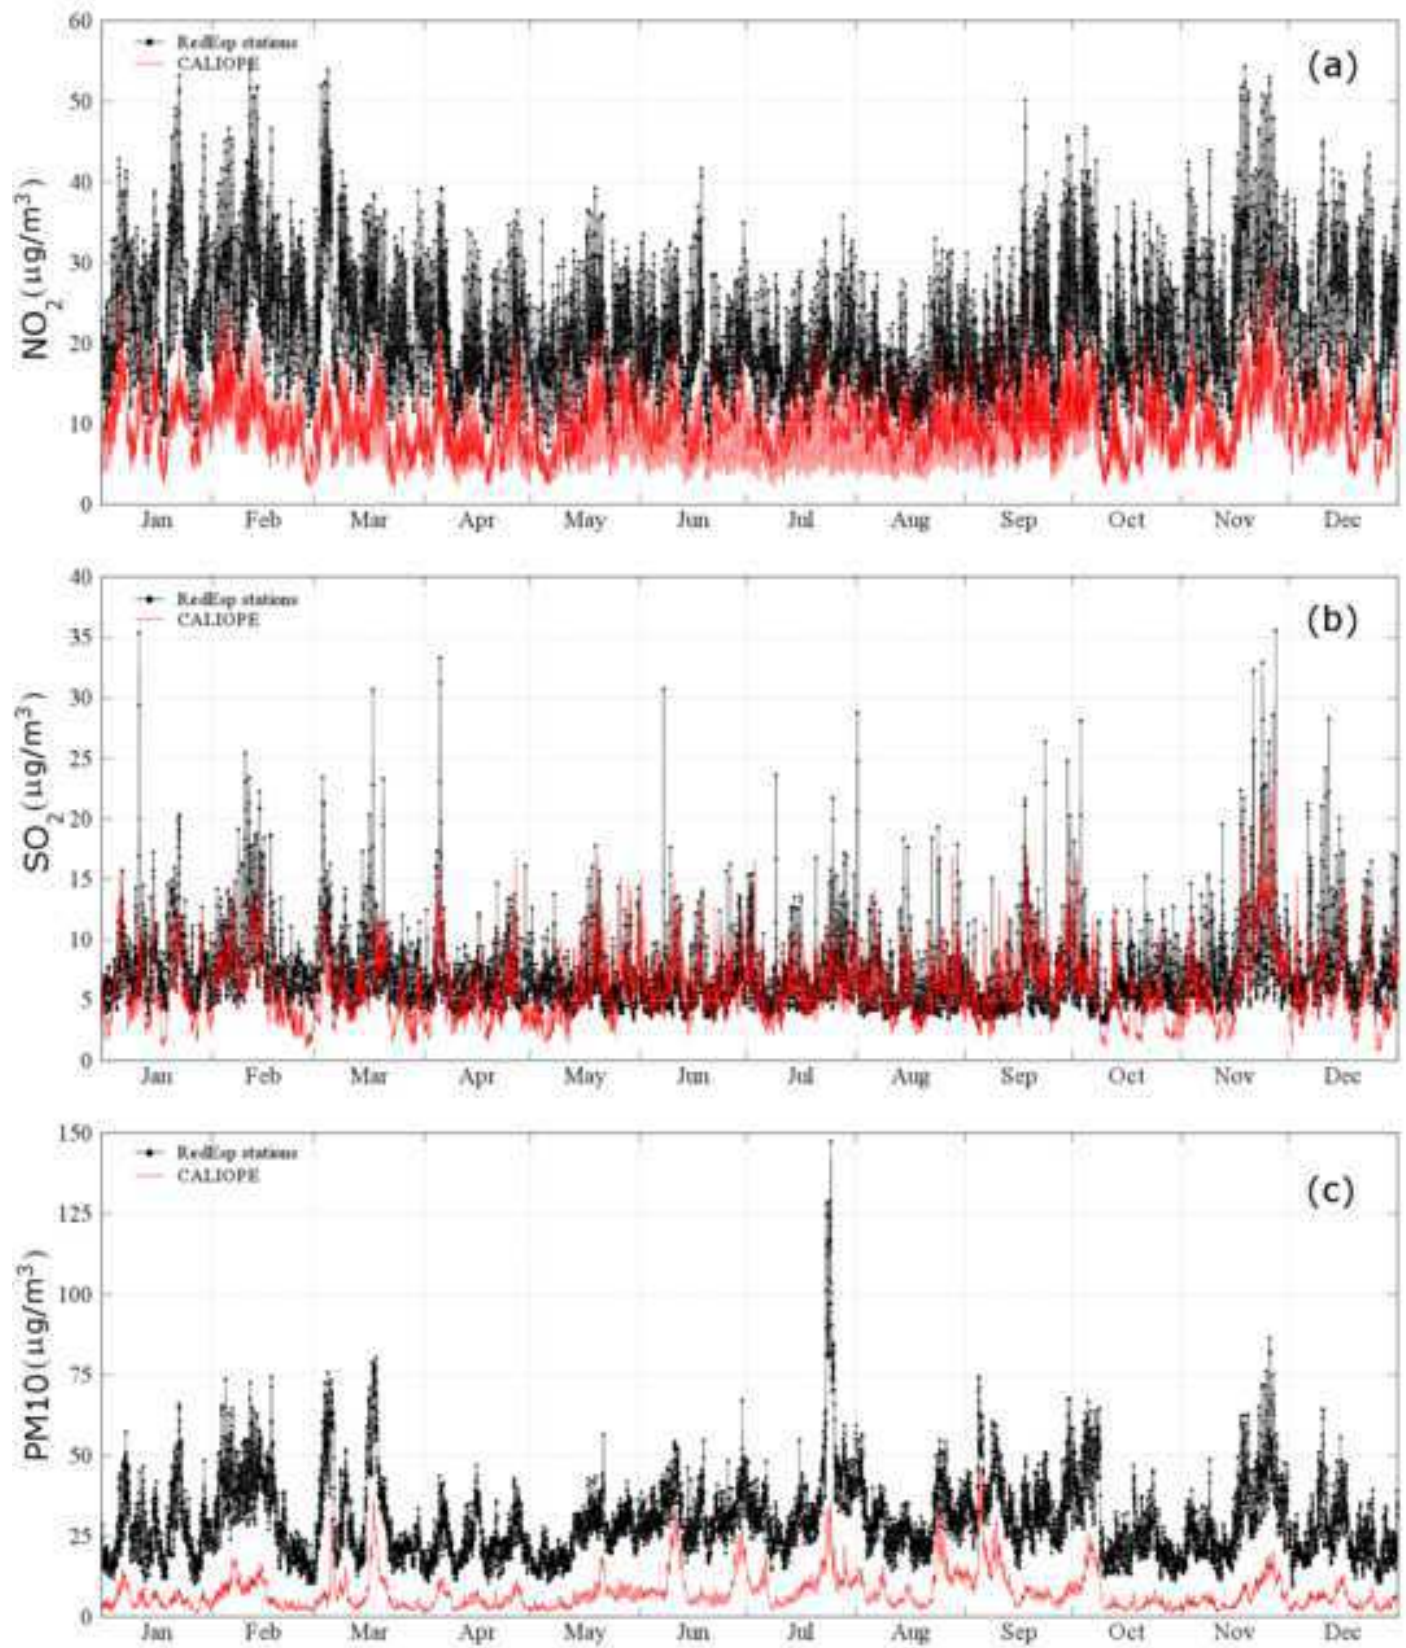 60
RedEsp stations
CALIOPE
(a)
50
40
30
20
10
0
NO2(μg/m3)
Jan Feb Mar Apr May Jun Jul Aug Sep Oct Nov Dec
40
RedEsp stations
CALIOPE
(b)
35
30
25
20
15
10
5
0
SO2(μg/m3)
Jan Feb Mar Apr May Jun Jul Aug Sep Oct Nov Dec
150
RedEsp stations
CALIOPE
(c)
125
100
75
50
25
0
PM10(μg/m3)
Jan Feb Mar Apr May Jun Jul Aug Sep Oct Nov Dec